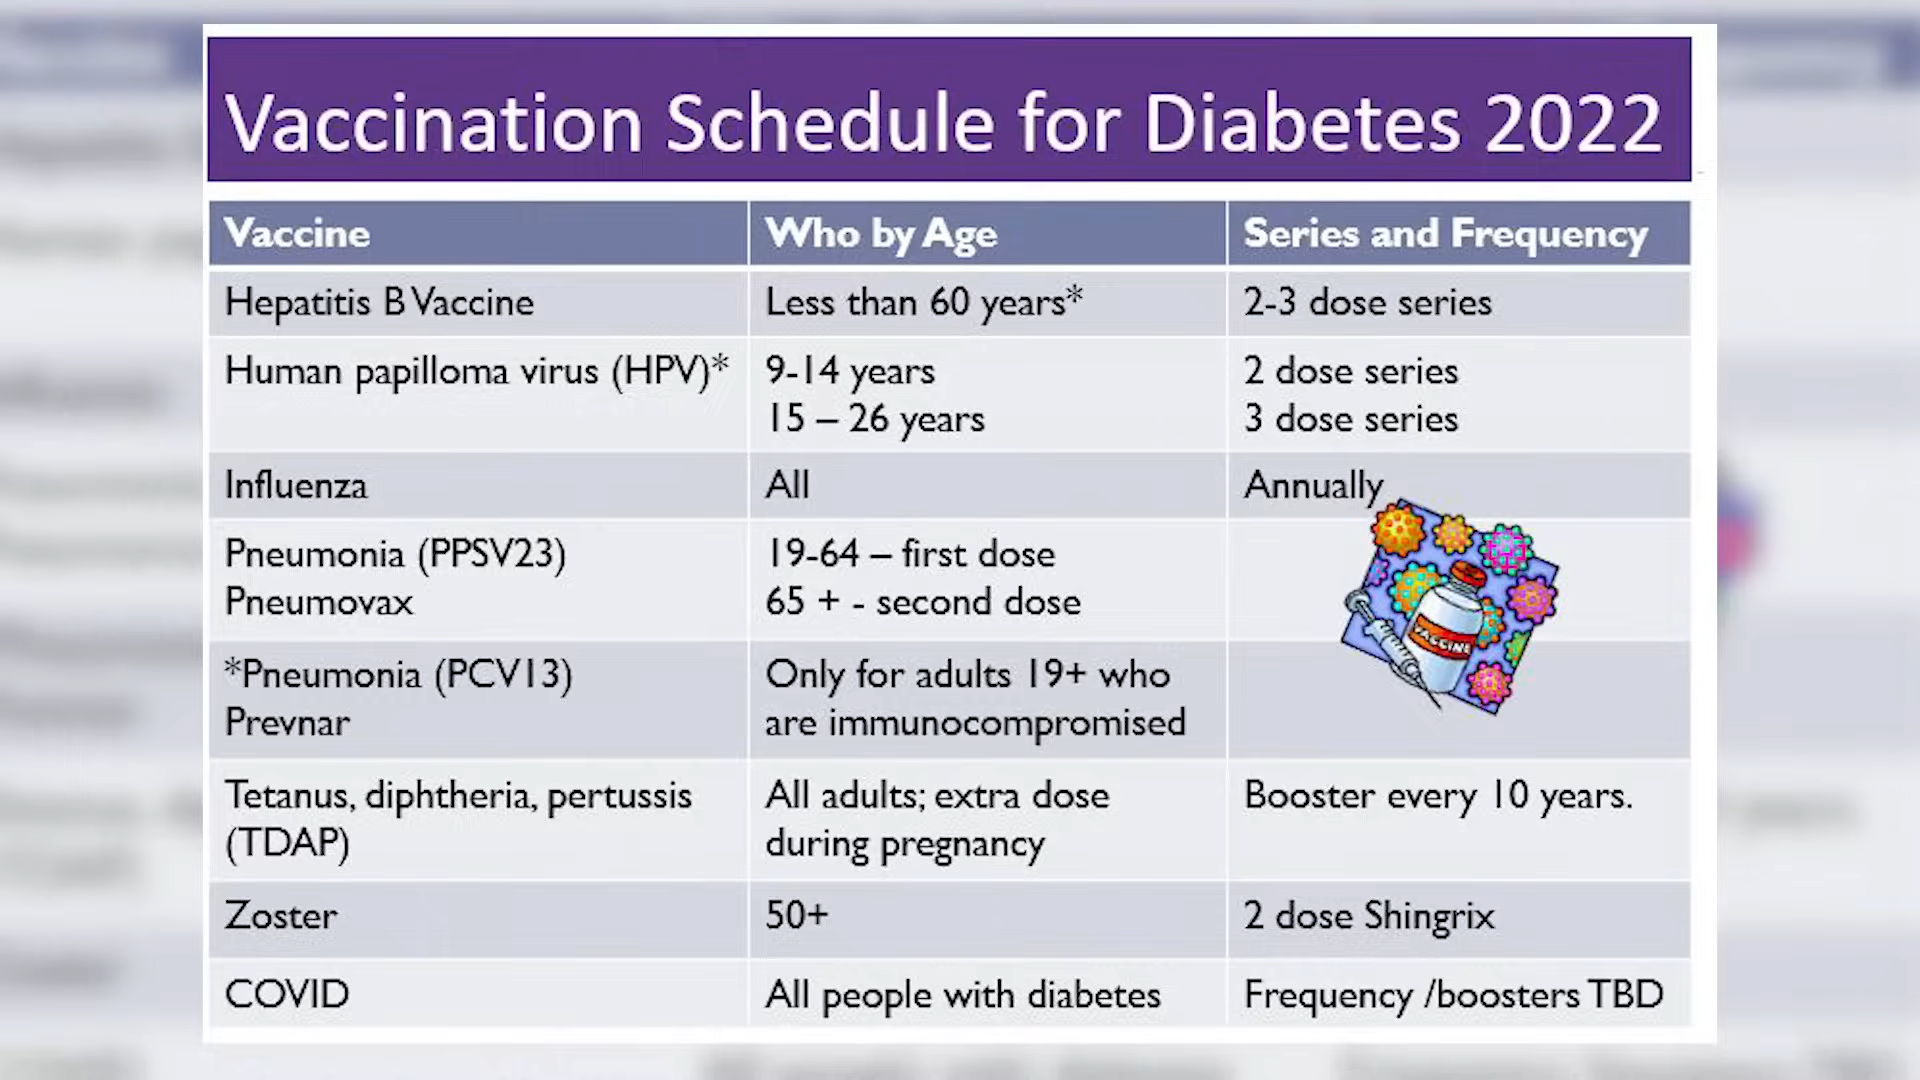 Vaccination Schedule for Diabetes 2022
Vaccine
Who by Age
Series and Frequency
Hepatitis B Vaccine
Less than 60 years*
2-3 dose series
Human papilloma virus (HPV)*
9-14 years
15 – 26 years
2 dose series
3 dose series
Influenza
All
Annually
Pneumonia (PPSV23)
Pneumovax
19-64 – first dose
65 + - second dose
VACCINE
*Pneumonia (PCV13)
Prevnar
Only for adults 19+ who
are immunocompromised
Tetanus, diphtheria, pertussis
(TDAP)
All adults; extra dose
during pregnancy
Booster every 10 years.
Zoster
50+
2 dose Shingrix
COVID
All people with diabetes
Frequency /boosters TBD